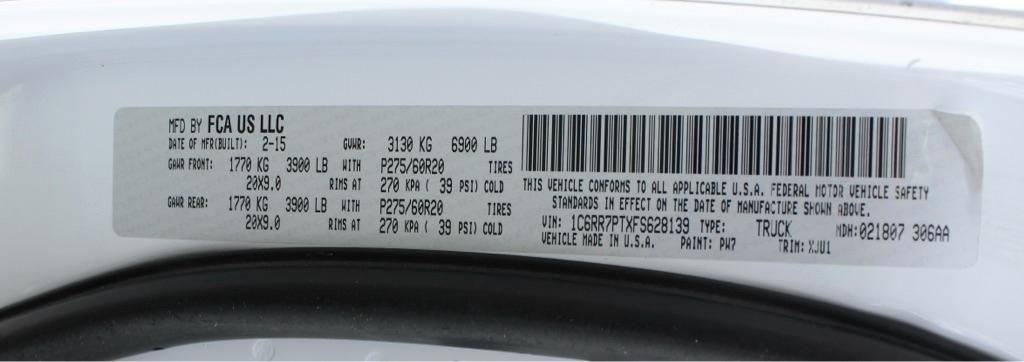 MFD BY FCA US LLC
DATE OF MFR(BUILT): 2-15 GVWR: 3130 KG 6900 LB
GAWR FRONT: 1770 KG 3900 LB WITH P275/60R20 TIRES
20X9.0 RIMS AT 270 KPA ( 39 PSI) COLD
GAWR REAR: 1770 KG 3900 LB WITH P275/60R20 TIRES
20X9.0 RIMS AT 270 KPA ( 39 PSI) COLD
THIS VEHICLE CONFORMS TO ALL APPLICABLE U.S.A. FEDERAL MOTOR VEHICLE SAFETY
STANDARDS IN EFFECT ON THE DATE OF MANUFACTURE SHOWN ABOVE.
VIN: 1C6RR7PTXFS628139 TYPE: TRUCK MDH:021807 306AA
VEHICLE MADE IN U.S.A. PAINT: PW7 TRIM: XJU1